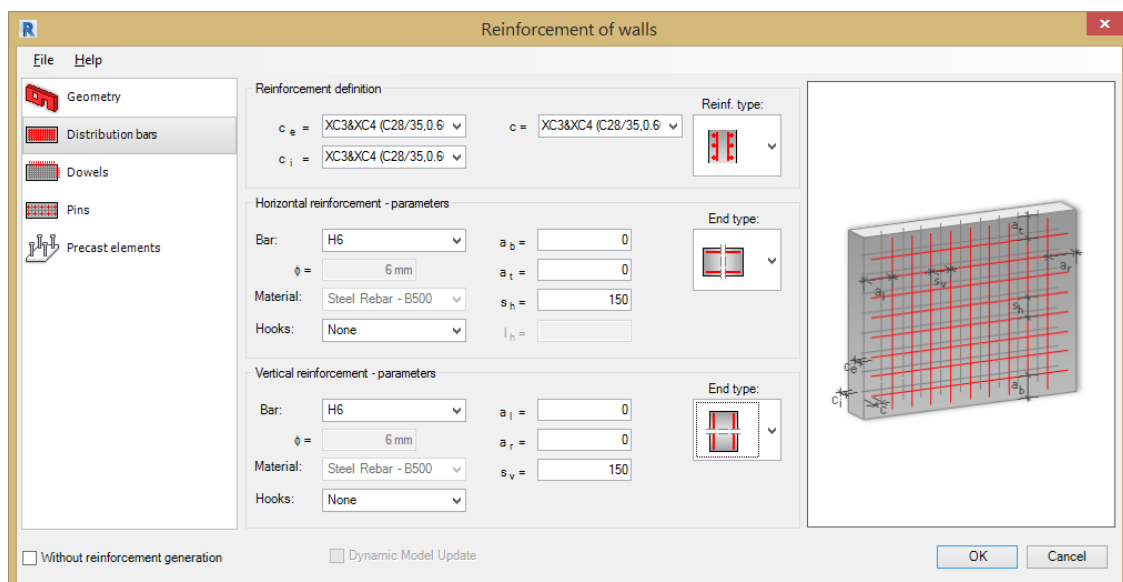 Reinforcement of walls
File Help
Geometry
Distribution bars
Dowels
Pins
Precast elements
Reinforcement definition
c e = XC3&XC4 (C28/35,0.6 c = XC3&XC4 (C28/35,0.6 Reinf. type:
c i = XC3&XC4 (C28/35,0.6
Horizontal reinforcement - parameters
Bar: H6 a b = 0 End type:
ϕ = 6 mm a t = 0
Material: Steel Rebar - B500 s h = 150
Hooks: None l h =
Vertical reinforcement - parameters
Bar: H6 a l = 0 End type:
ϕ = 6 mm a r = 0
Material: Steel Rebar - B500 s v = 150
Hooks: None
a t
a r
s v
a l
s h
c e
a b
c i c
Without reinforcement generation Dynamic Model Update OK Cancel